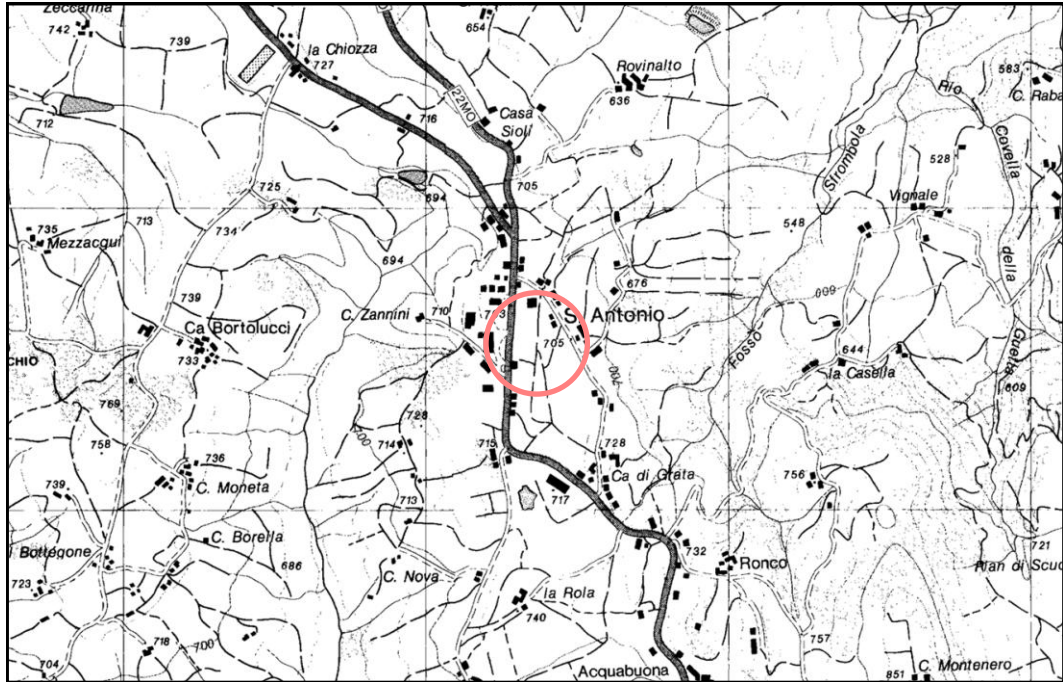 Zeccarina
742
739
la Chiozza
727
654
Rovinalto
636
583
C. Raba
Rio
22MO
Casa
Sioli
716
712
Strombola
Covella
528
705
725
694
Vignale
713
735
734
Mezzacqui
548
della
694
676
739
600
C. Zannini
710
S. Antonio
Ca Bortolucci
705
733
Fosso
644
CHIO
la Casella
Guetta
609
700
769
728
700
758
714
715
728
736
Ca di Grata
756
739
C. Moneta
717
713
C. Borella
721
Bottegone
732
686
Pian di Scuc
Ronco
C. Nova
723
la Rola
740
718
700
757
704
Acquabuona
851
C. Montenero